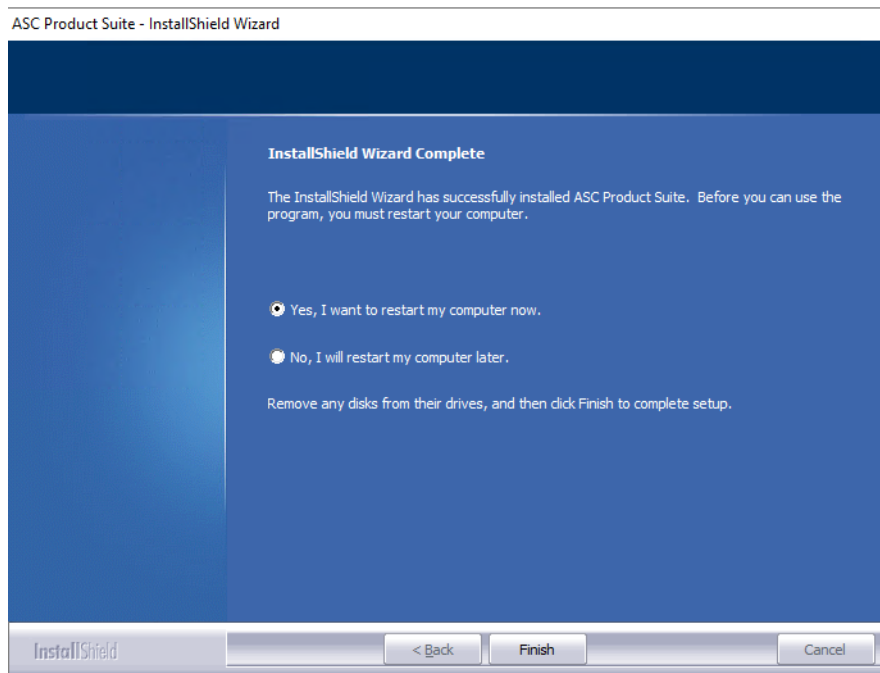 ASC Product Suite - InstallShield Wizard
InstallShield Wizard Complete
The InstallShield Wizard has successfully installed ASC Product Suite.  Before you can use the
program, you must restart your computer.
Yes, I want to restart my computer now.
No, I will restart my computer later.
Remove any disks from their drives, and then click Finish to complete setup.
InstallShield
< Back
Finish
Cancel